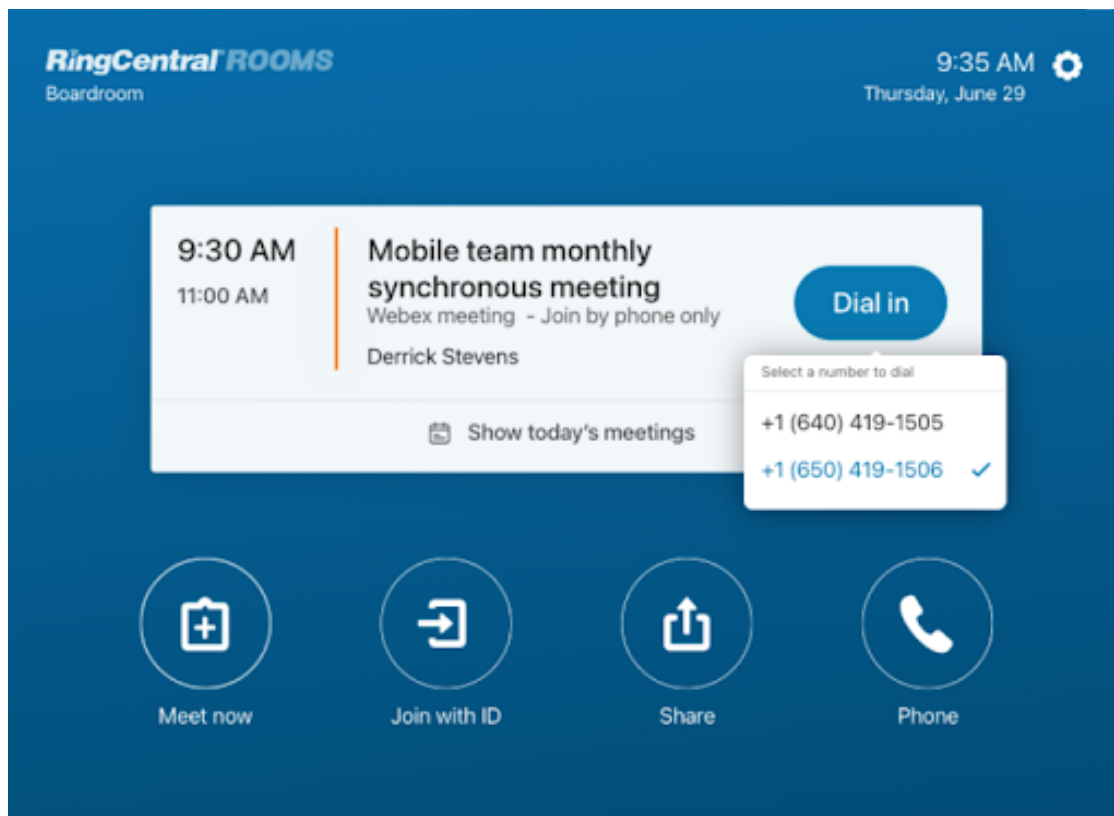 RingCentral ROOMS
Boardroom
9:35 AM
Thursday, June 29
9:30 AM
11:00 AM
Mobile team monthly
synchronous meeting
Webex meeting - Join by phone only
Derrick Stevens
Dial in
Select a number to dial
+1 (640) 419-1505
+1 (650) 419-1506
Show today's meetings
Meet now
Join with ID
Share
Phone